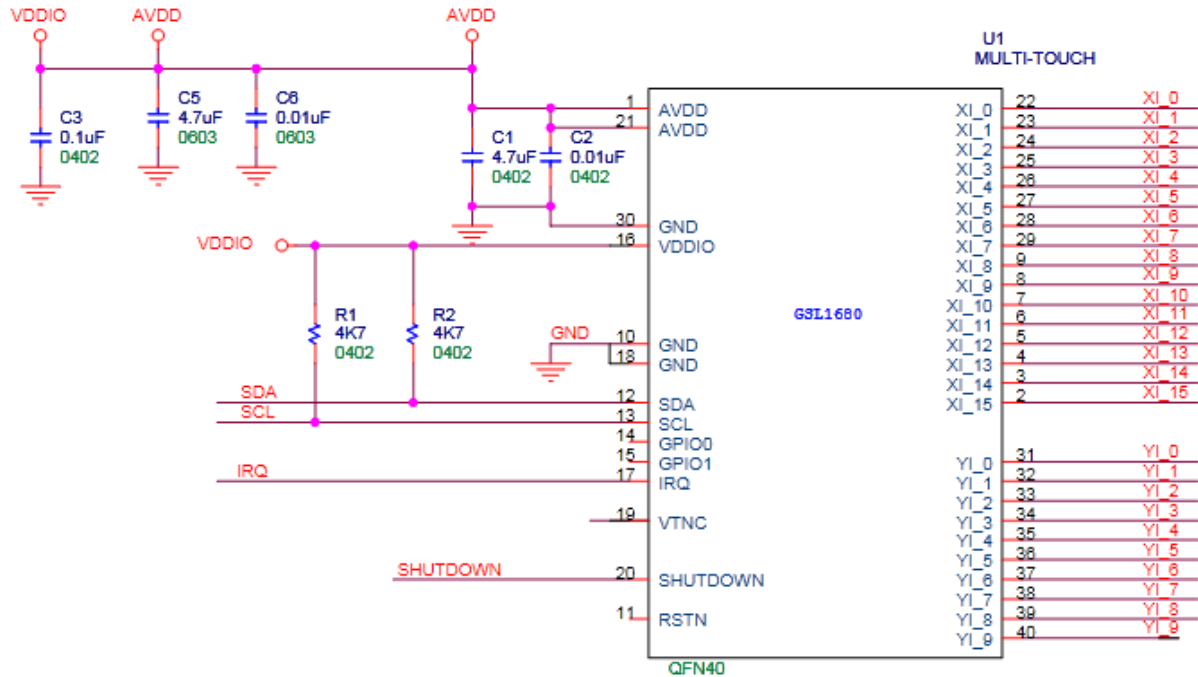 VDDIO
AVDD
AVDD
U1
MULTI-TOUCH
C3
0.1uF
0402
C5
4.7uF
0603
C6
0.01uF
0603
C1
4.7uF
0402
C2
0.01uF
0402
1 AVDD
21 AVDD
30 GND
16 VDDIO
VDDIO
R1
4K7
0402
R2
4K7
0402
GND
10 GND
18 GND
SDA 12 SDA
SCL 13 SCL
14 GPIO0
15 GPIO1
IRQ 17 IRQ
19 VTNC
SHUTDOWN 20 SHUTDOWN
11 RSTN
GSL1680
XI_0 22 XI_0
XI_1 23 XI_1
XI_2 24 XI_2
XI_3 25 XI_3
XI_4 26 XI_4
XI_5 27 XI_5
XI_6 28 XI_6
XI_7 29 XI_7
XI_8 9 XI_8
XI_9 8 XI_9
XI_10 7 XI_10
XI_11 6 XI_11
XI_12 5 XI_12
XI_13 4 XI_13
XI_14 3 XI_14
XI_15 2 XI_15
YI_0 31 YI_0
YI_1 32 YI_1
YI_2 33 YI_2
YI_3 34 YI_3
YI_4 35 YI_4
YI_5 36 YI_5
YI_6 37 YI_6
YI_7 38 YI_7
YI_8 39 YI_8
YI_9 40 YI_9
QFN40